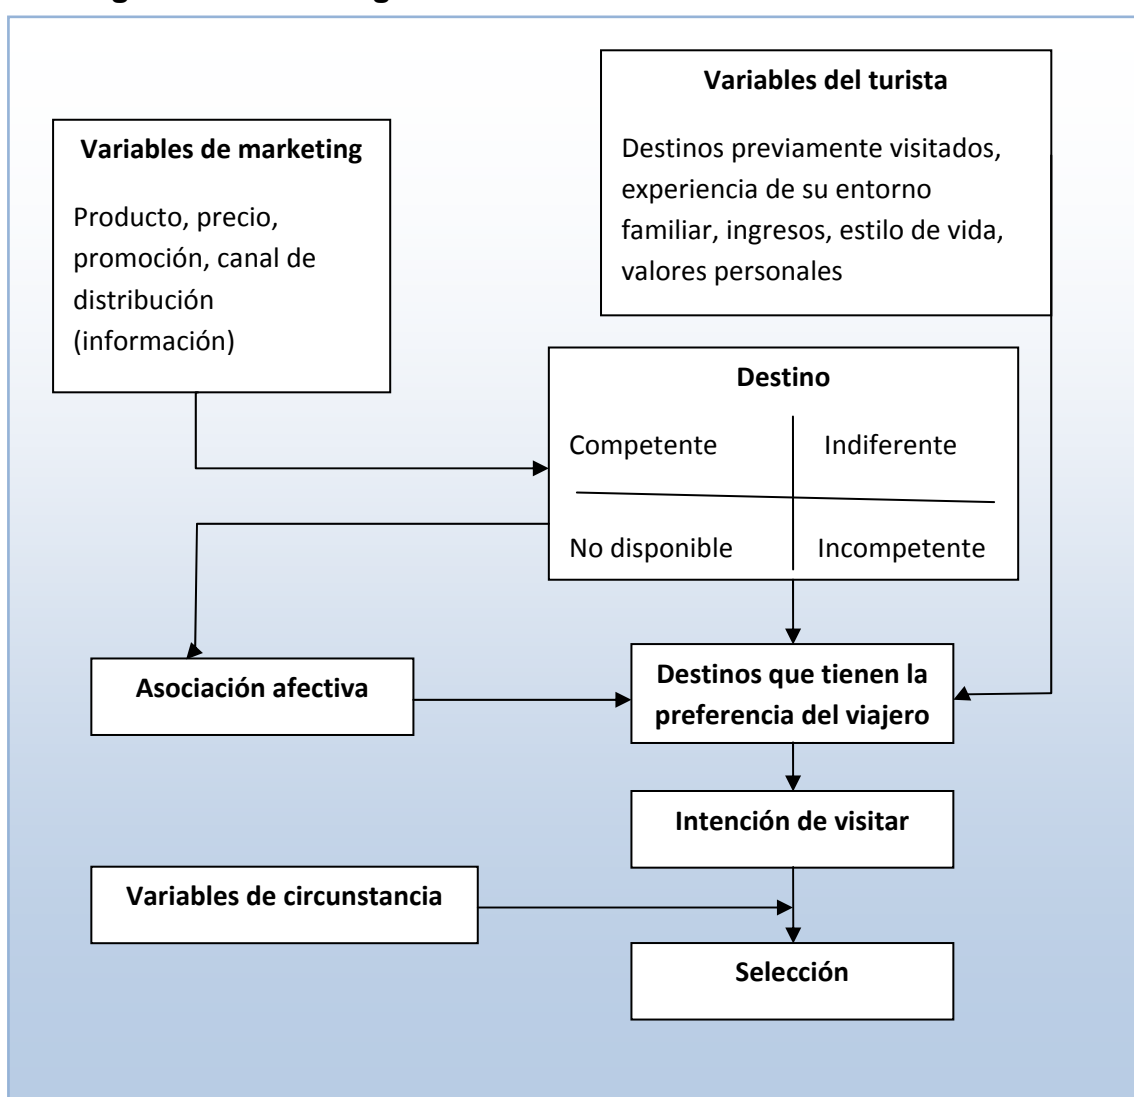 Variables del turista
Destinos previamente visitados,
experiencia de su entorno
familiar, ingresos, estilo de vida,
valores personales
Variables de marketing
Producto, precio,
promoción, canal de
distribución
(información)
Destino
Competente
Indiferente
No disponible
Incompetente
Asociación afectiva
Destinos que tienen la
preferencia del viajero
Intención de visitar
Variables de circunstancia
Selección